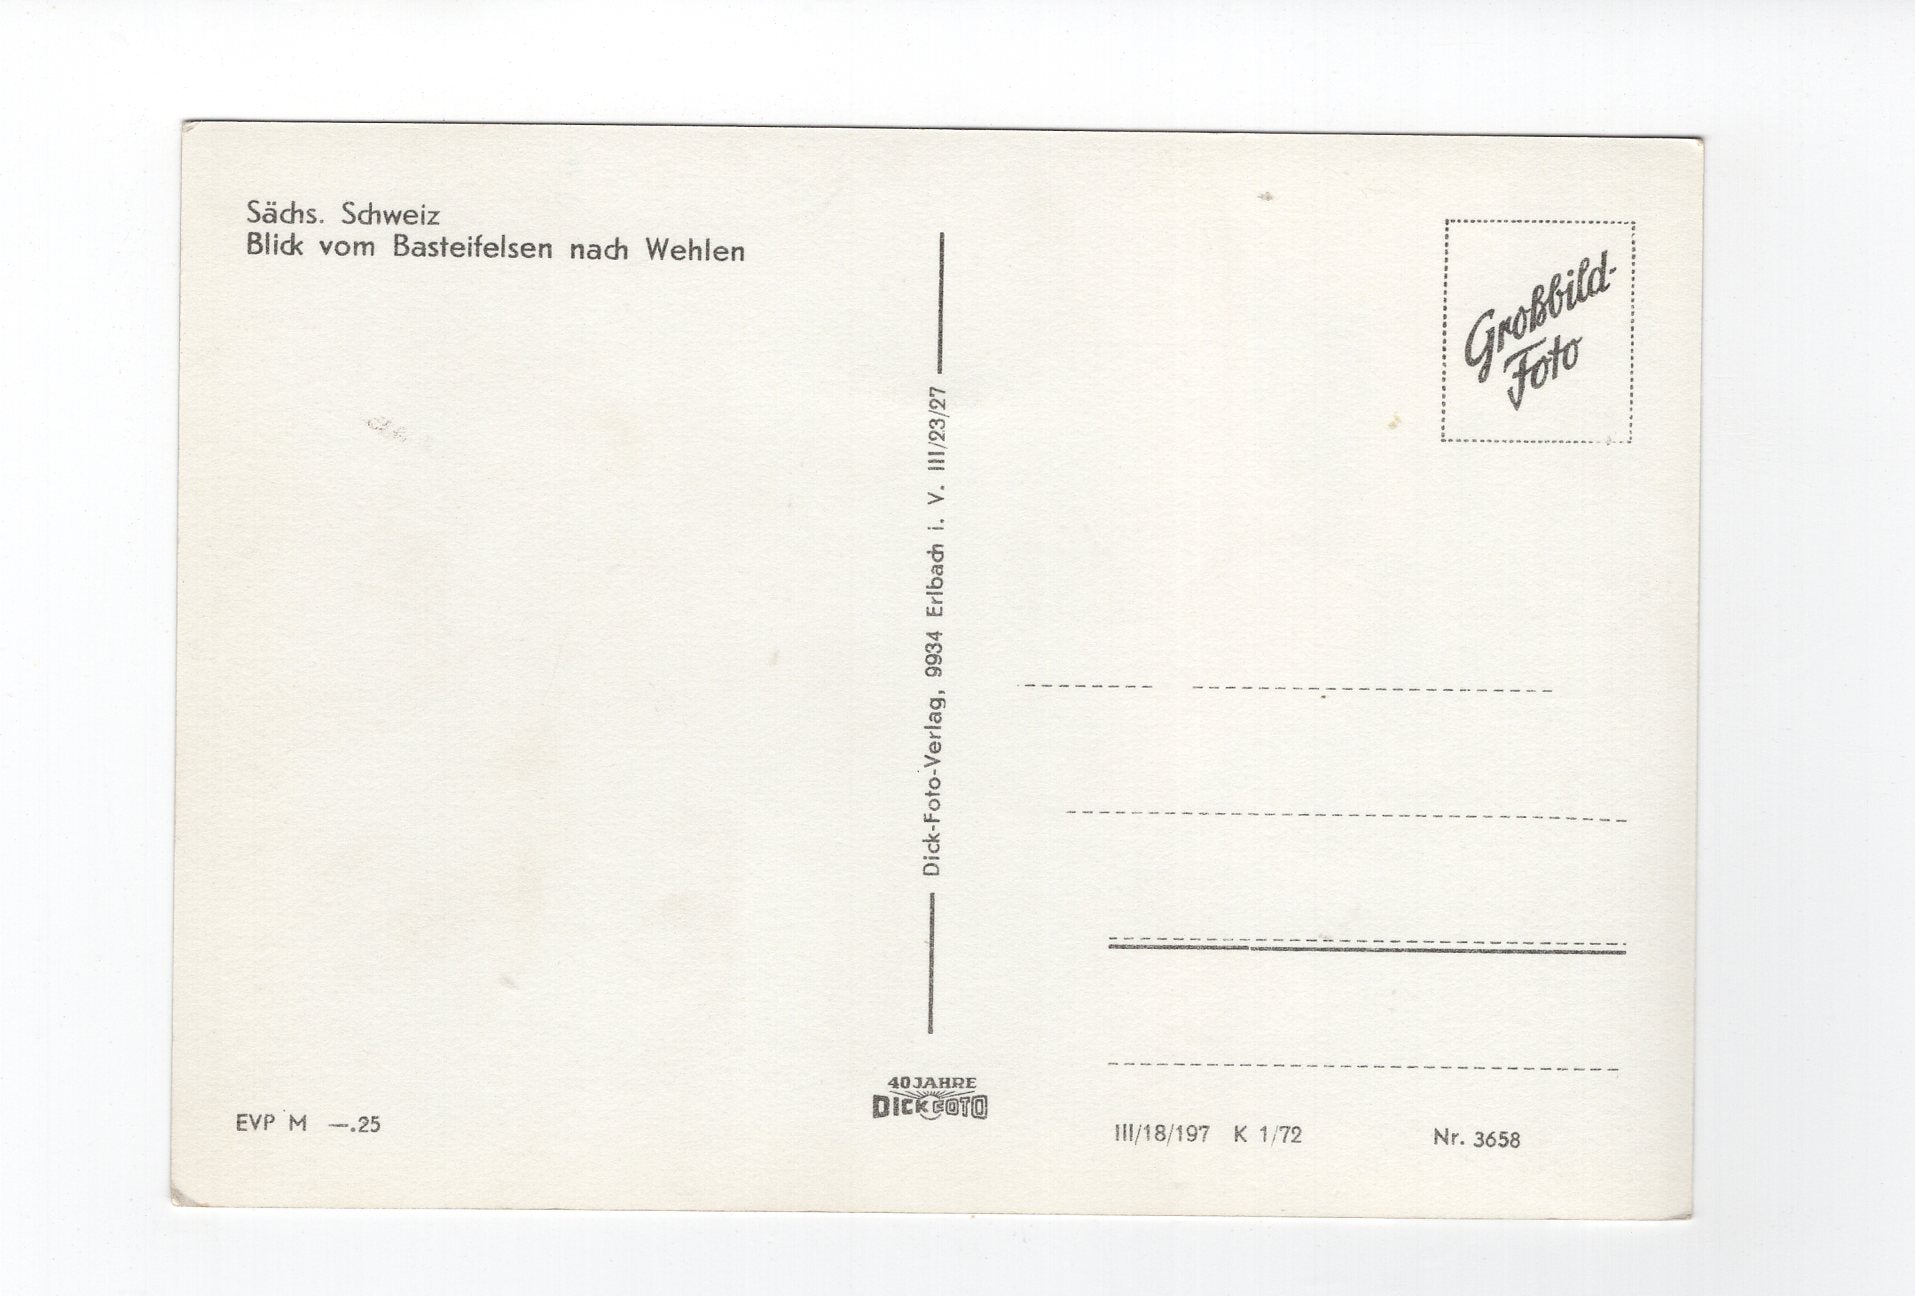 Sächs. Schweiz
Blick vom Basteifelsen nach Wehlen
Großbild-
Foto
Dick-Foto-Verlag, 9934 Erlbach i. V. III/23/27
40 JAHRE
DICK FOTO
EVP M —.25
III/18/197 K 1/72
Nr. 3658